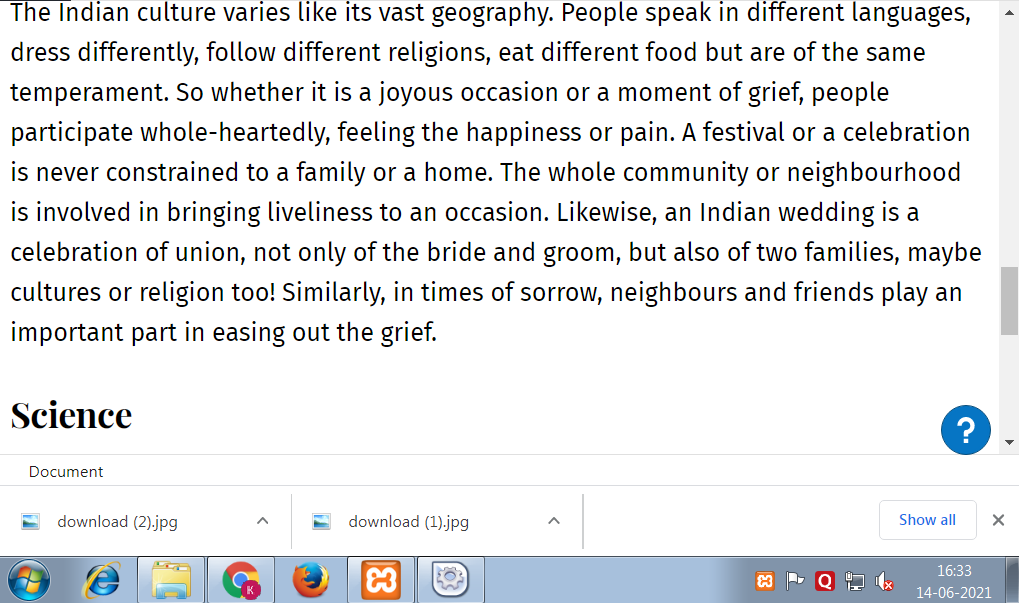 The Indian culture varies like its vast geography. People speak in different languages,
dress differently, follow different religions, eat different food but are of the same
temperament. So whether it is a joyous occasion or a moment of grief, people
participate whole-heartedly, feeling the happiness or pain. A festival or a celebration
is never constrained to a family or a home. The whole community or neighbourhood
is involved in bringing liveliness to an occasion. Likewise, an Indian wedding is a
celebration of union, not only of the bride and groom, but also of two families, maybe
cultures or religion too! Similarly, in times of sorrow, neighbours and friends play an
important part in easing out the grief.
Science
?
Document
download (2).jpg
download (1).jpg
Show all
K
Q
16:33
14-06-2021